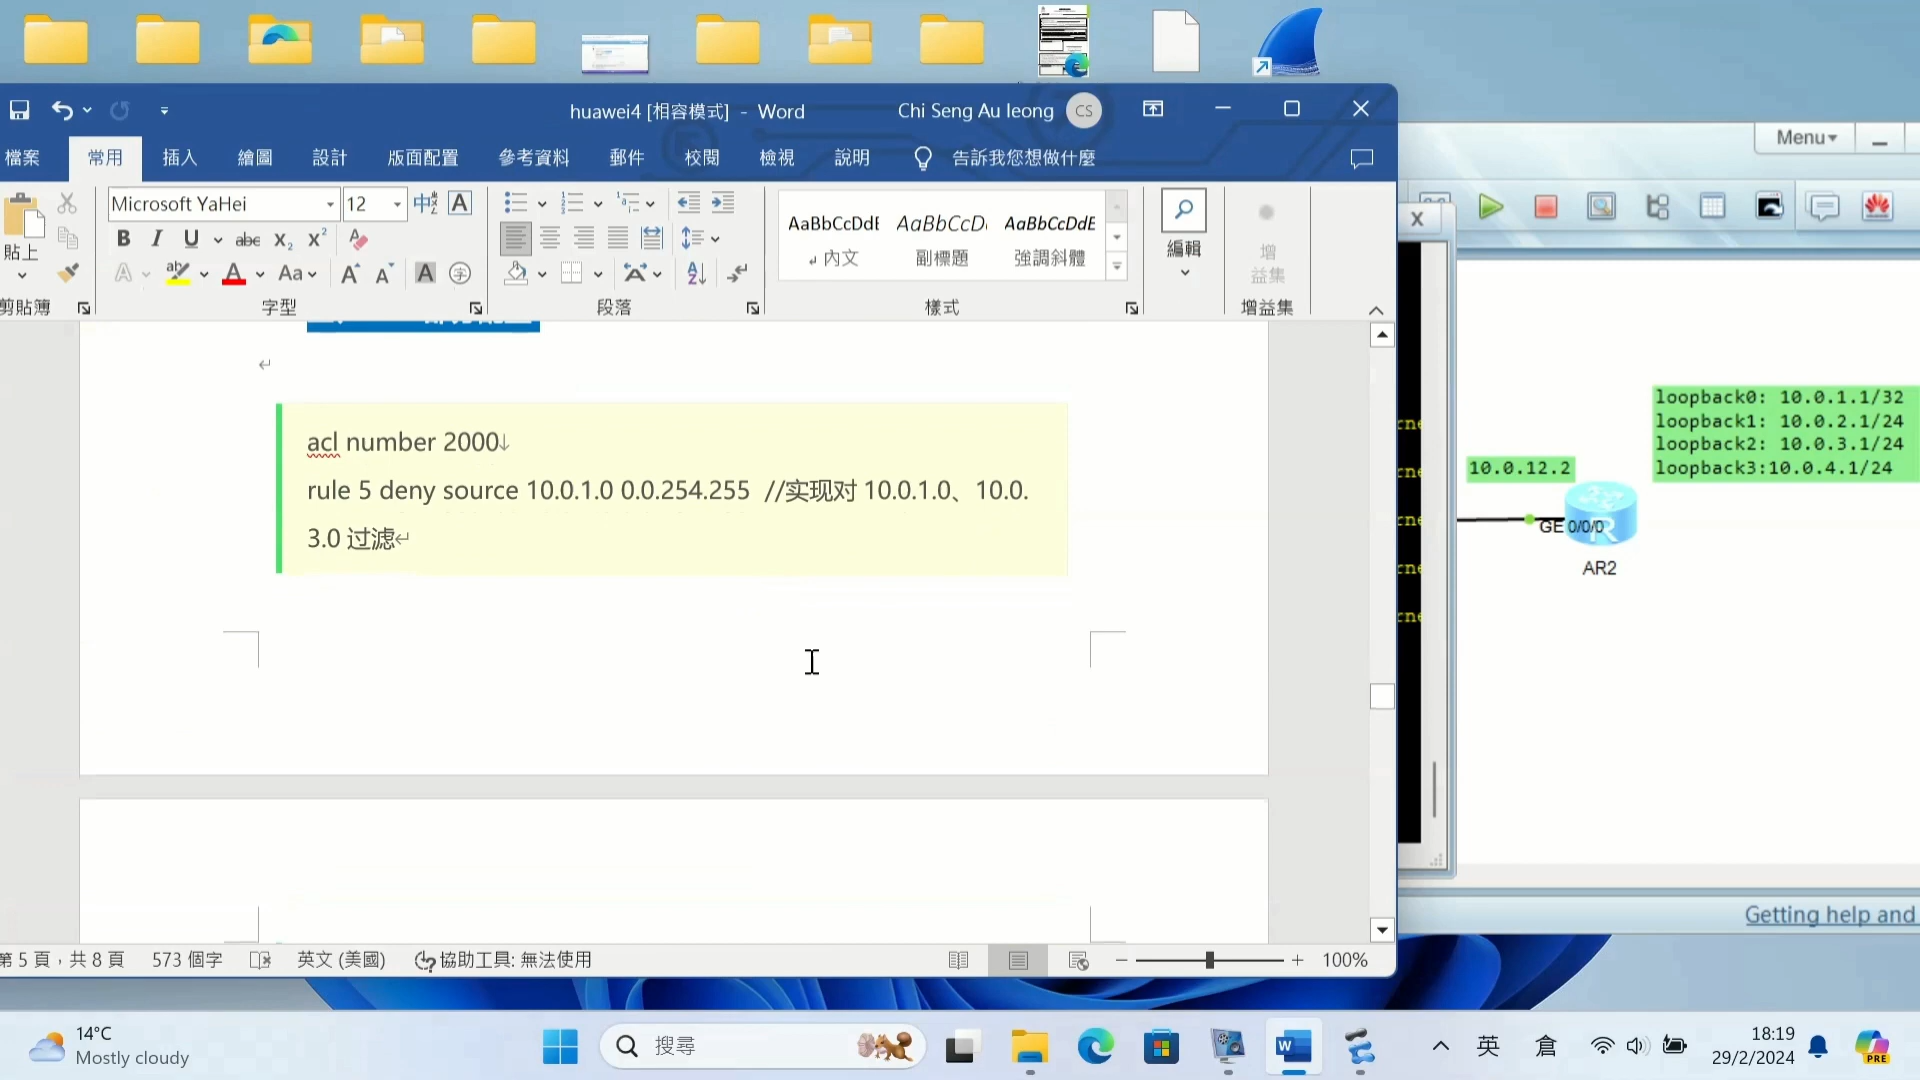 huawei4 [相容模式] - Word
Chi Seng Au Ieong
CS
Menu
檔案
常用
插入
繪圖
設計
版面配置
參考資料
郵件
校閱
檢視
說明
告訴我您想做什麼
貼上
Microsoft YaHei
12
AaBbCcDdE
AaBbCcD
AaBbCcDdE
內文
副標題
強調斜體
編輯
增
益集
剪貼簿
字型
段落
樣式
增益集
acl number 2000
rule 5 deny source 10.0.1.0 0.0.254.255 //实现对 10.0.1.0、10.0.
3.0 过滤
loopback0: 10.0.1.1/32
loopback1: 10.0.2.1/24
loopback2: 10.0.3.1/24
loopback3:10.0.4.1/24
10.0.12.2
GE 0/0/0
AR2
Getting help and
第 5 頁，共 8 頁
573 個字
英文 (美國)
協助工具: 無法使用
100%
14°C
Mostly cloudy
搜尋
英
倉
18:19
29/2/2024
PRE